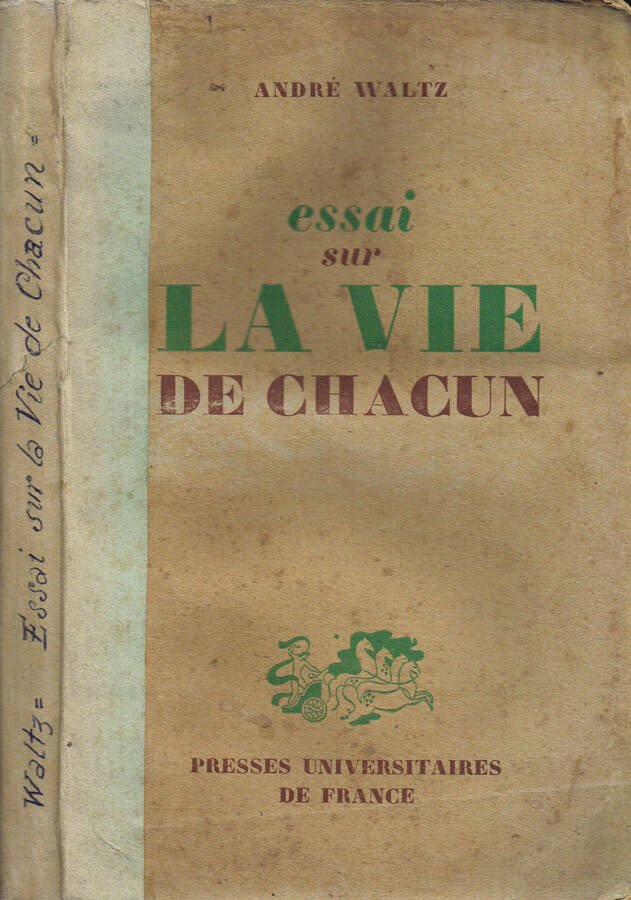 ANDRÉ WALTZ
essai
sur
LA VIE
DE CHACUN
PRESSES UNIVERSITAIRES
DE FRANCE
Waltz = Essai sur la Vie de Chacun =